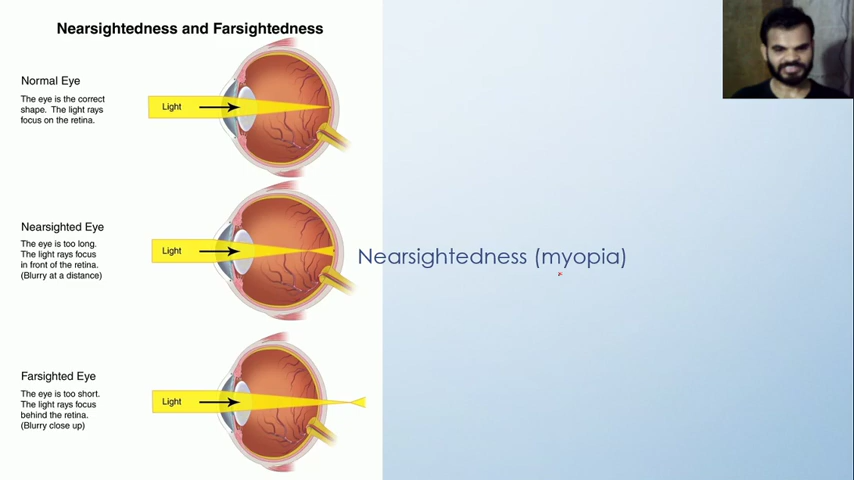 Nearsightedness and Farsightedness
Normal Eye
The eye is the correct
shape. The light rays
focus on the retina.
Light
Nearsighted Eye
The eye is too long.
The light rays focus
in front of the retina.
(Blurry at a distance)
Light
Nearsightedness (myopia)
Farsighted Eye
The eye is too short.
The light rays focus
behind the retina.
(Blurry close up)
Light